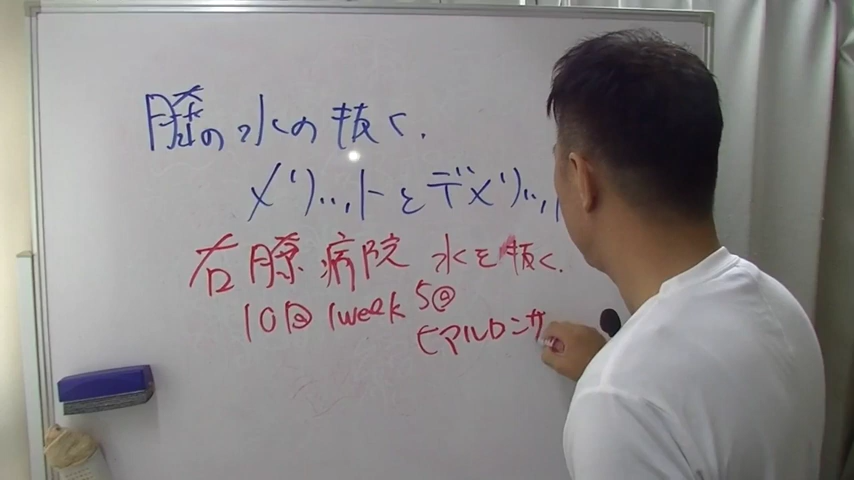 膝の水の抜く.
メリットとデメリット
右膝 病院 水を抜く.
10回 1week 5回
ヒアルロンサ